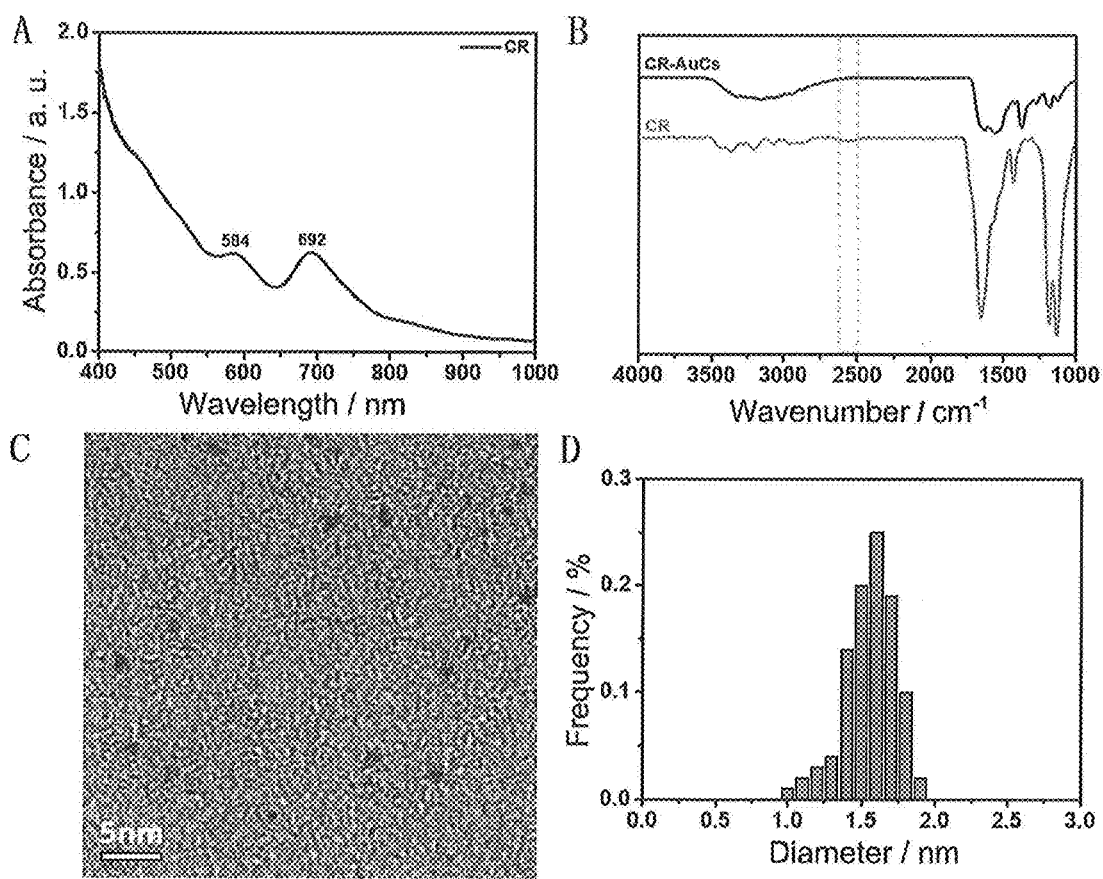 A
2.0
1.5
1.0
0.5
0.0
Absorbance / a. u.
CR
584
692
400 500 600 700 800 900 1000
Wavelength / nm
B
CR-AuCs
CR
4000 3500 3000 2500 2000 1500 1000
Wavenumber / cm⁻¹
C
5nm
D
0.3
0.2
0.1
0.0
Frequency / %
0.0 0.5 1.0 1.5 2.0 2.5 3.0
Diameter / nm